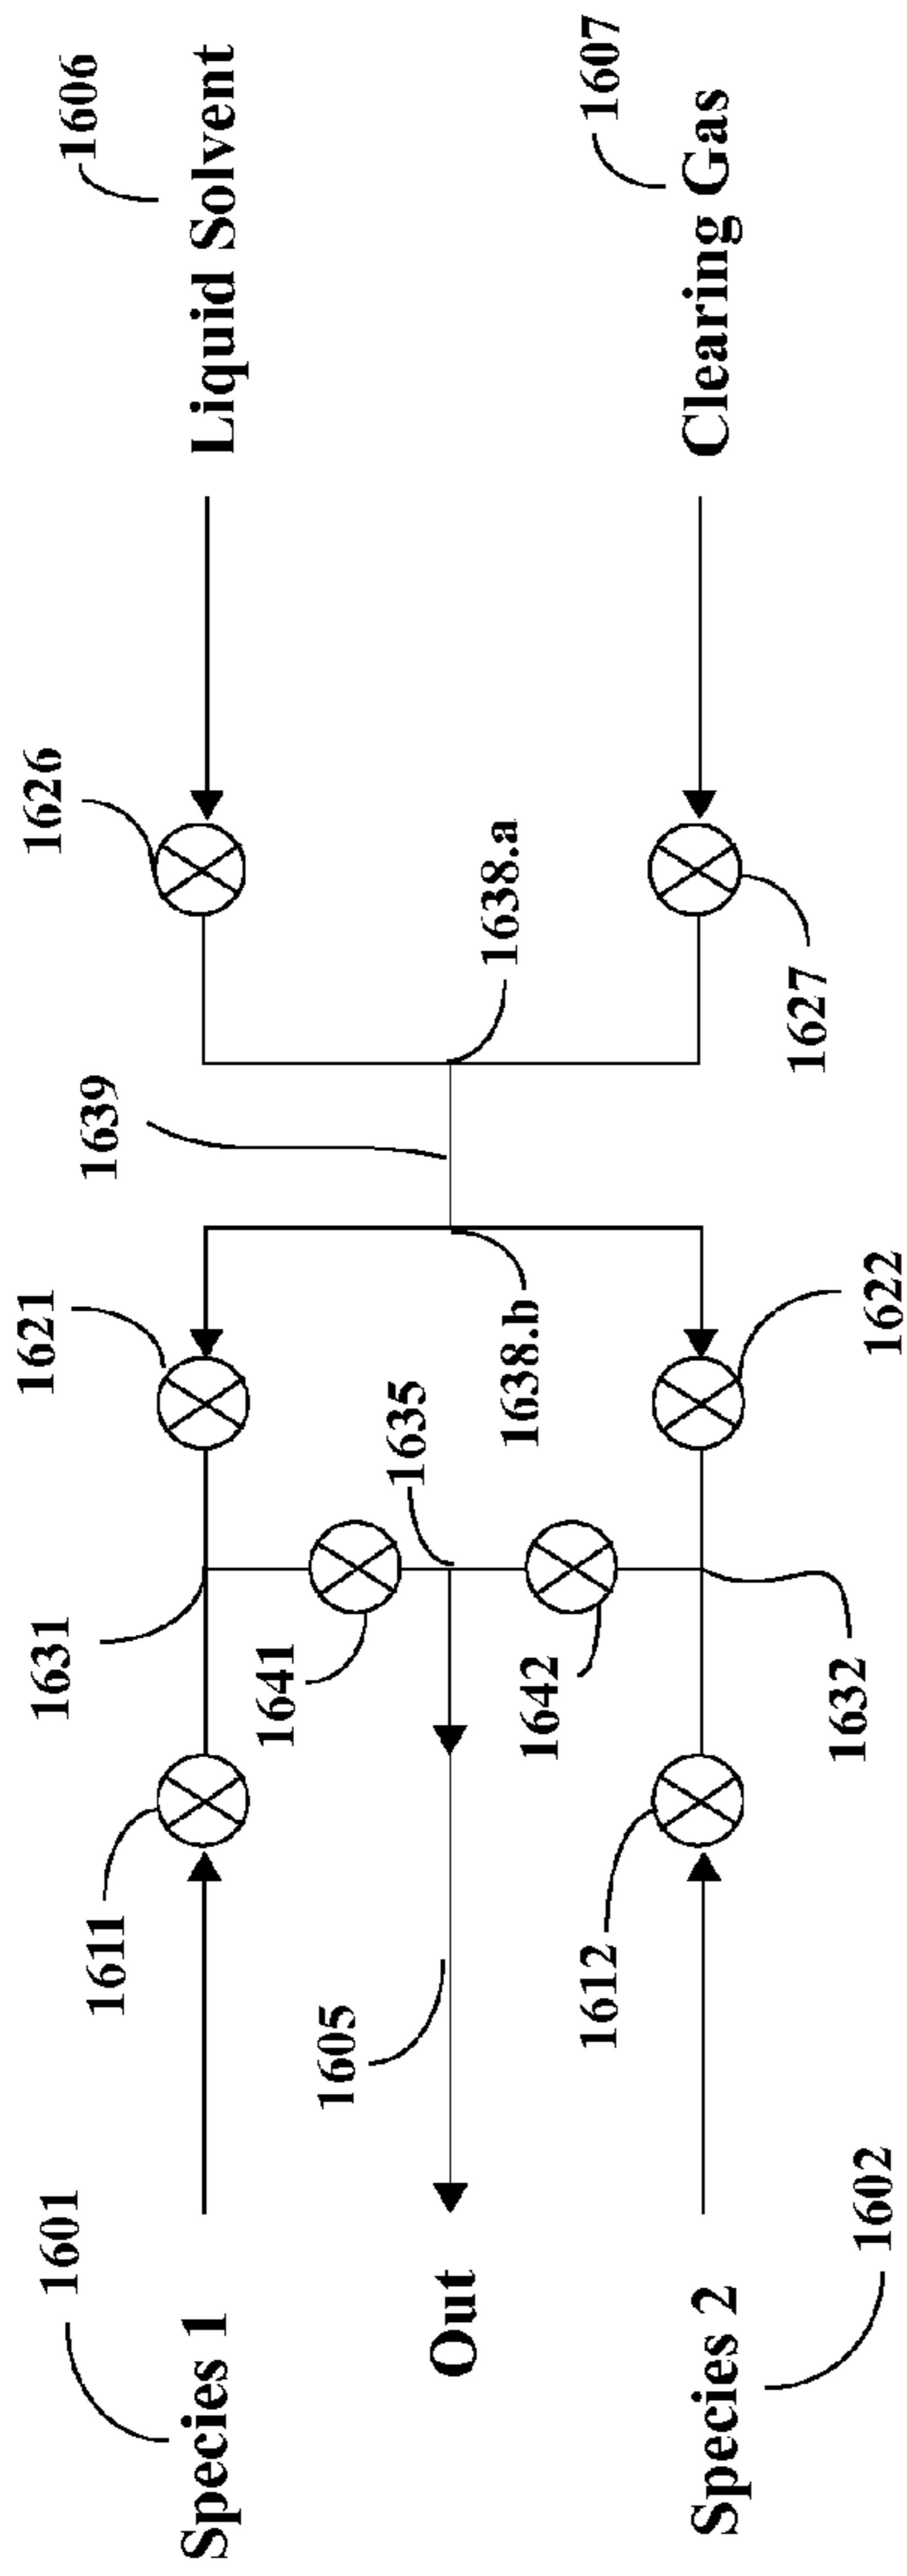 1606
Liquid Solvent
1607
Clearing Gas
1626
1627
1638.a
1639
1621
1638.b
1622
1635
1631
1641
1642
1632
1611
1612
1605
1601
Species 1
Out
Species 2
1602